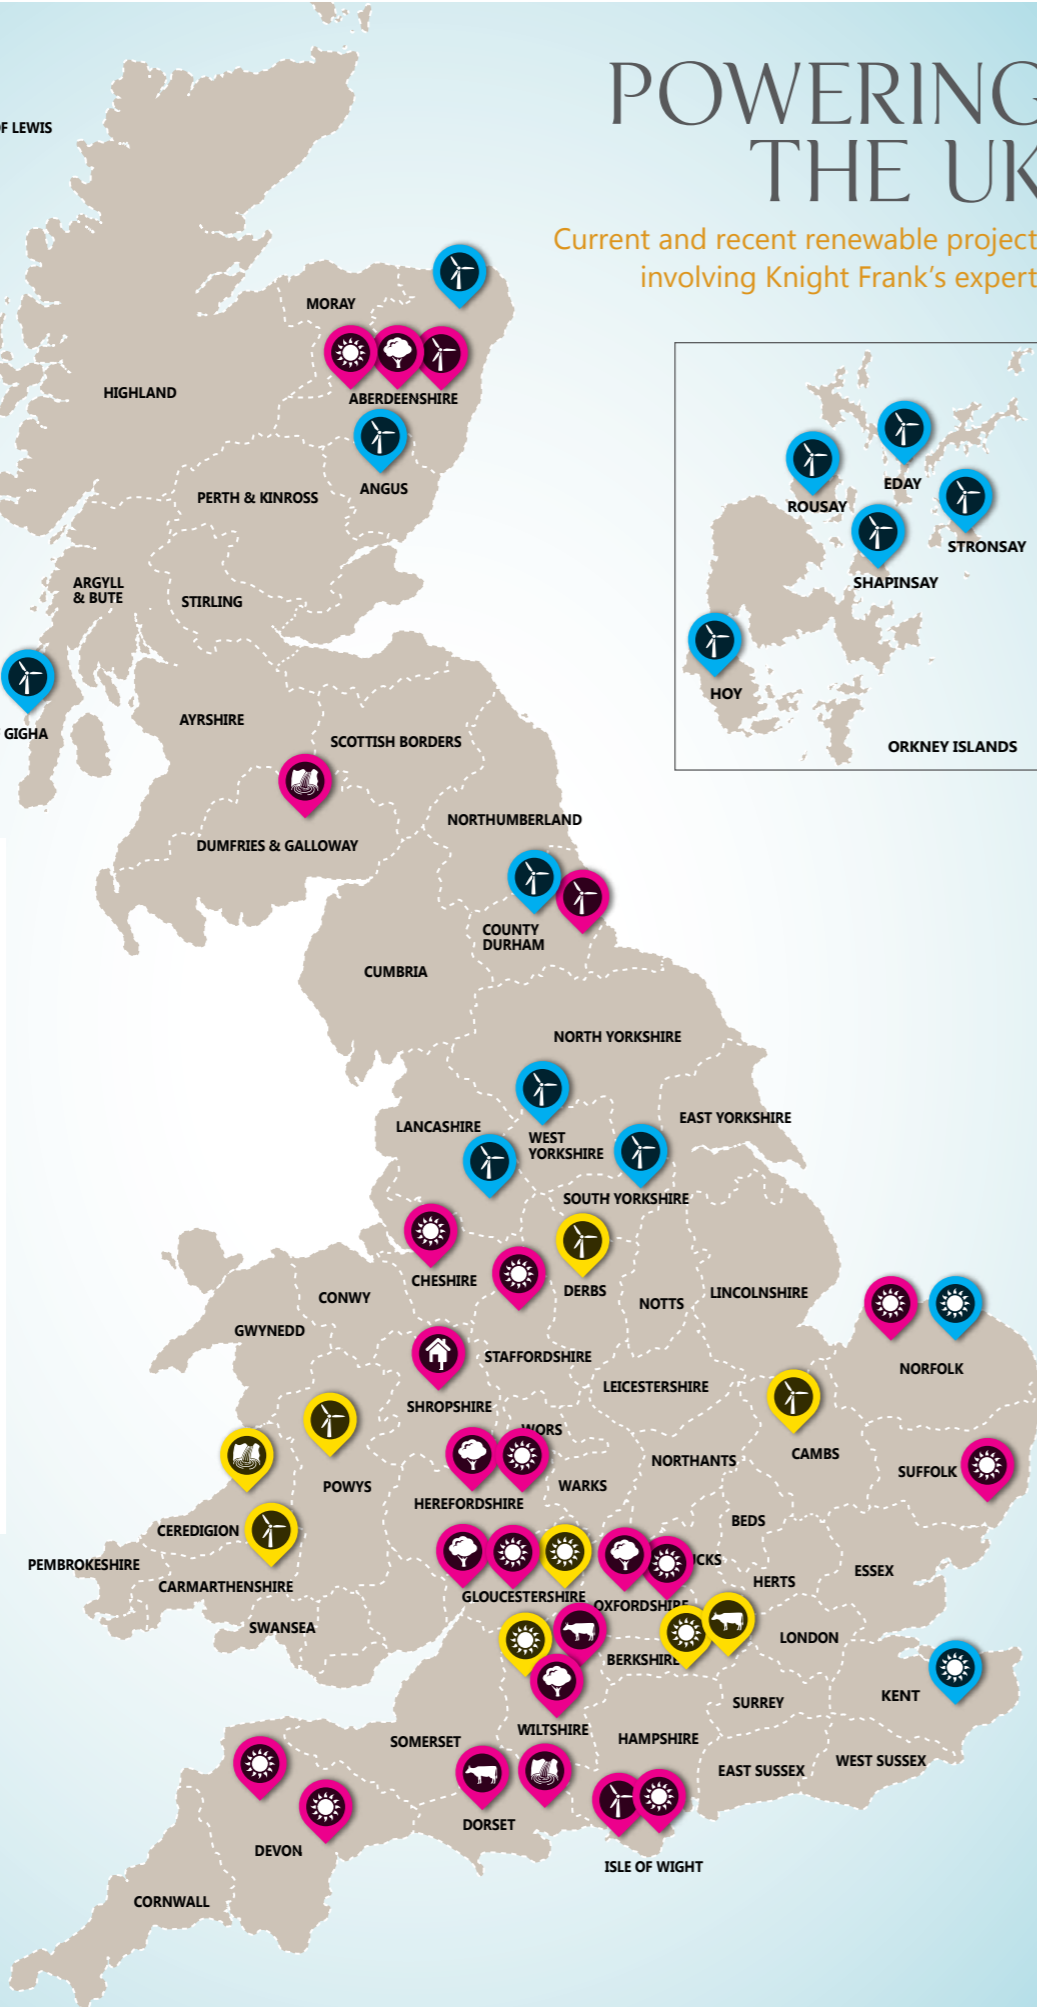 POWERING
THE UK
Current and recent renewable project
involving Knight Frank's expert
F LEWIS
MORAY
HIGHLAND
ABERDEENSHIRE
ANGUS
PERTH & KINROSS
ARGYLL
& BUTE
STIRLING
GIGHA
AYRSHIRE
SCOTTISH BORDERS
DUMFRIES & GALLOWAY
EDAY
ROUSAY
STRONSAY
SHAPINSAY
HOY
ORKNEY ISLANDS
NORTHUMBERLAND
COUNTY
DURHAM
CUMBRIA
NORTH YORKSHIRE
EAST YORKSHIRE
LANCASHIRE
WEST
YORKSHIRE
SOUTH YORKSHIRE
CHESHIRE
DERBS
LINCOLNSHIRE
CONWY
NOTTS
GWYNEDD
STAFFORDSHIRE
NORFOLK
LEICESTERSHIRE
SHROPSHIRE
WORS
CAMBS
NORTHANTS
SUFFOLK
POWYS
WARKS
HEREFORDSHIRE
BEDS
CEREDIGION
PEMBROKESHIRE
UCKS
ESSEX
HERTS
CARMARTHENSHIRE
GLOUCESTERSHIRE
OXFORDSHIRE
SWANSEA
LONDON
BERKSHIRE
KENT
SURREY
WILTSHIRE
HAMPSHIRE
SOMERSET
WEST SUSSEX
EAST SUSSEX
DORSET
DEVON
ISLE OF WIGHT
CORNWALL